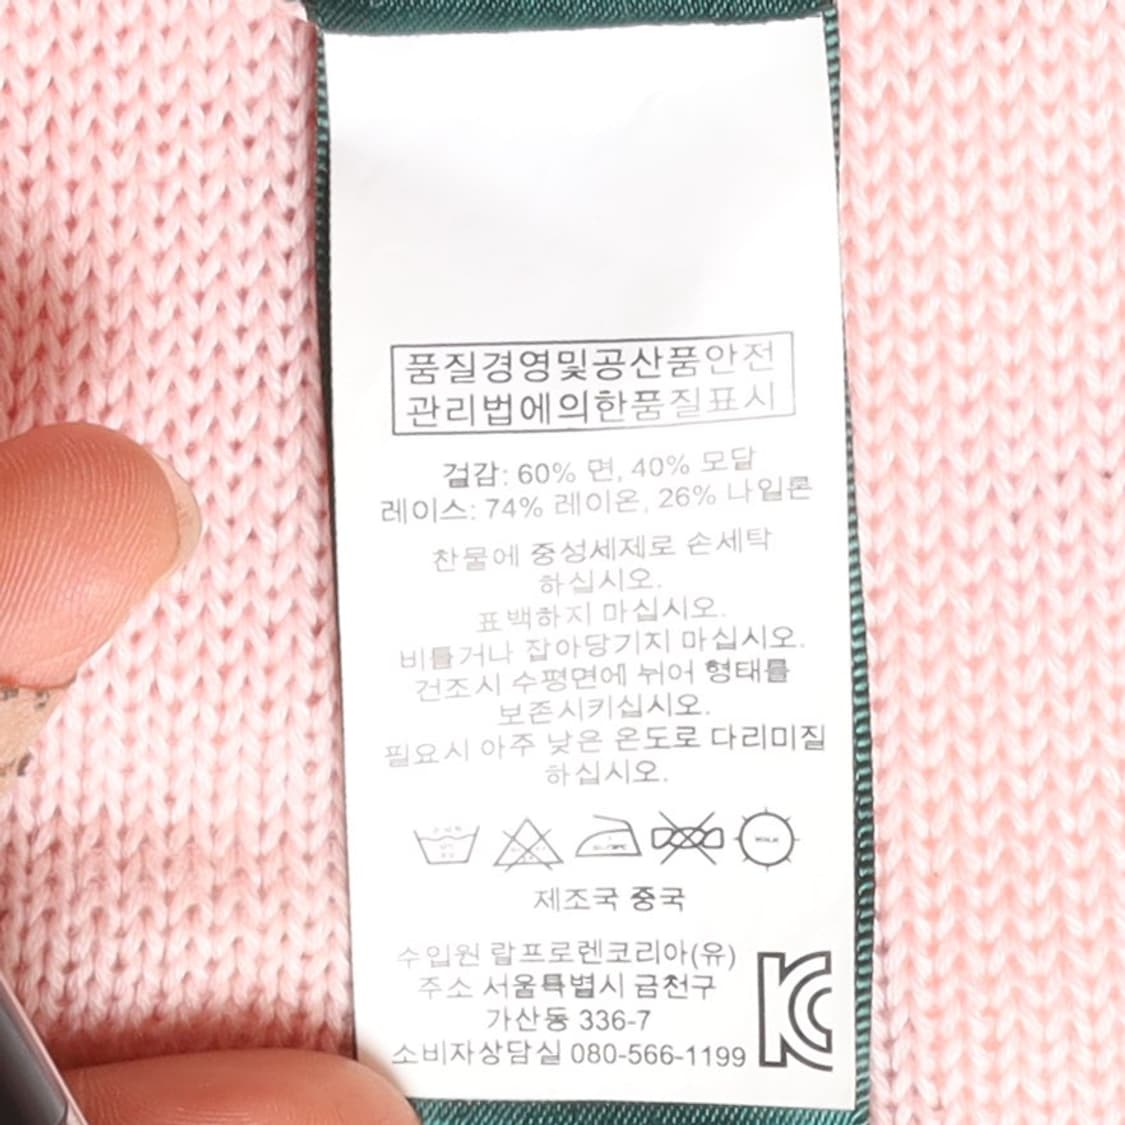 품질경영및공산품안전
관리법에의한품질표시
겉감: 60% 면, 40% 모달
레이스: 74% 레이온, 26% 나일론
찬물에 중성세제로 손세탁
하십시오.
표백하지 마십시오.
비틀거나 잡아당기지 마십시오.
건조시 수평면에 뉘어 형태를
보존시키십시오.
필요시 아주 낮은 온도로 다리미질
하십시오.
제조국 중국
수입원 랍프로렌코리아(유)
주소 서울특별시 금천구
가산동 336-7
소비자상담실 080-566-1199
KC